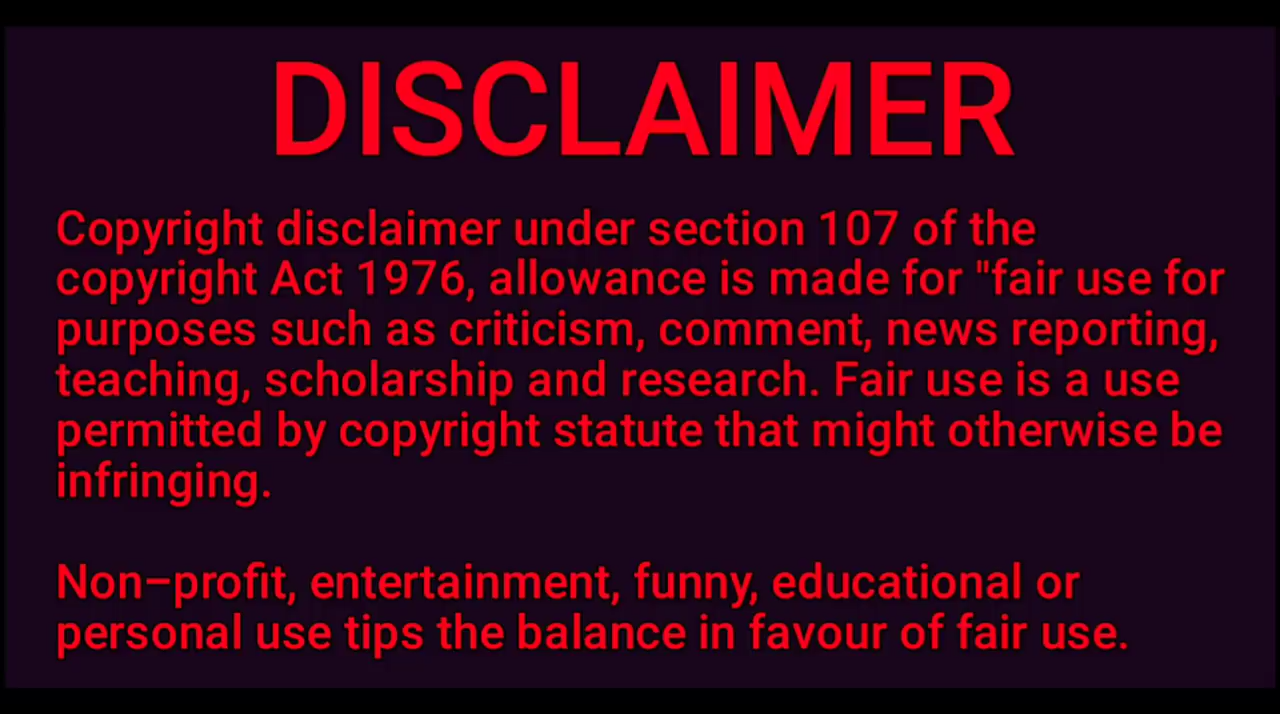 DISCLAIMER
Copyright disclaimer under section 107 of the
copyright Act 1976, allowance is made for "fair use for
purposes such as criticism, comment, news reporting,
teaching, scholarship and research. Fair use is a use
permitted by copyright statute that might otherwise be
infringing.
Non–profit, entertainment, funny, educational or
personal use tips the balance in favour of fair use.